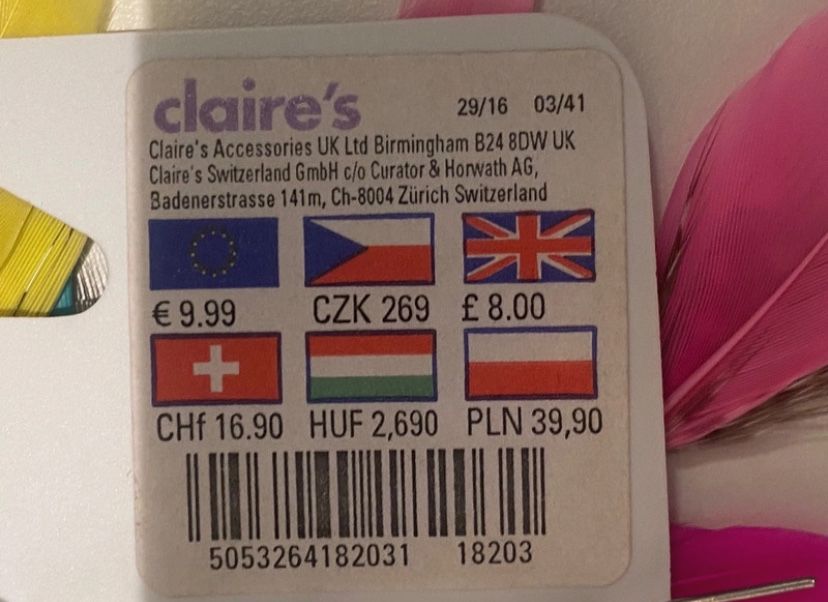 claire's 29/16 03/41
Claire's Accessories UK Ltd Birmingham B24 8DW UK
Claire's Switzerland GmbH c/o Curator & Horwath AG,
Badenerstrasse 141m, Ch-8004 Zürich Switzerland
€ 9.99 CZK 269 £ 8.00
CHf 16.90 HUF 2,690 PLN 39,90
5053264182031 18203